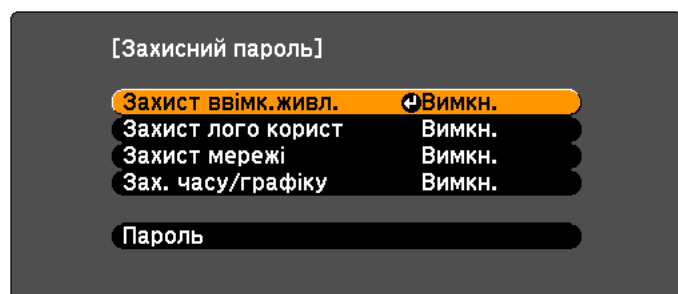 [Захисний пароль]
Захист ввімк.живл. Вимкн.
Захист лого корист Вимкн.
Захист мережі Вимкн.
Зах. часу/графіку Вимкн.
Пароль